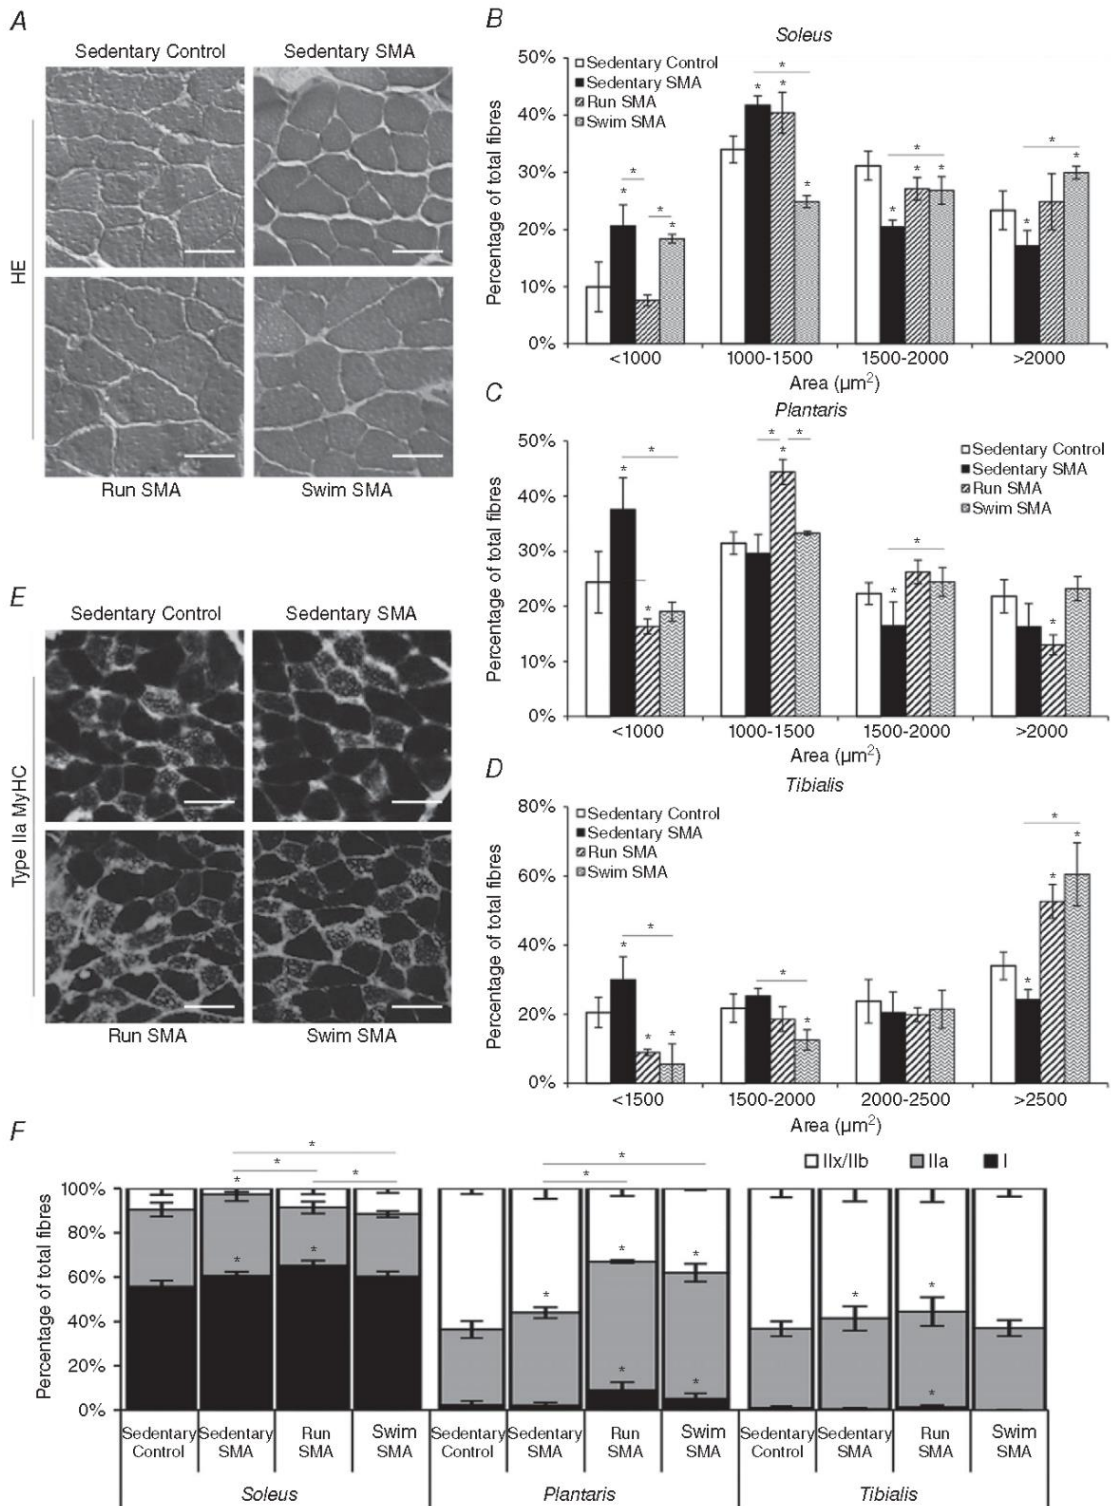 A
Sedentary Control Sedentary SMA
HE
Run SMA Swim SMA
B
Soleus
Percentage of total fibres
50%
40%
30%
20%
10%
0%
Sedentary Control
Sedentary SMA
Run SMA
Swim SMA
* * * * * * * * * * * * * * * *
<1000 1000-1500 1500-2000 >2000
Area (µm²)
C
Plantaris
Percentage of total fibres
50%
40%
30%
20%
10%
0%
Sedentary Control
Sedentary SMA
Run SMA
Swim SMA
* * * * * * * * *
<1000 1000-1500 1500-2000 >2000
Area (µm²)
D
Tibialis
Percentage of total fibres
80%
60%
40%
20%
0%
Sedentary Control
Sedentary SMA
Run SMA
Swim SMA
* * * * * * * * * *
<1500 1500-2000 2000-2500 >2500
Area (µm²)
E
Sedentary Control Sedentary SMA
Type IIa MyHC
Run SMA Swim SMA
F
IIx/IIb IIa I
Percentage of total fibres
100%
80%
60%
40%
20%
0%
* * * * * * * * * * * * * * * *
Sedentary Control Sedentary SMA Run SMA Swim SMA Sedentary Control Sedentary SMA Run SMA Swim SMA Sedentary Control Sedentary SMA Run SMA Swim SMA
Soleus Plantaris Tibialis